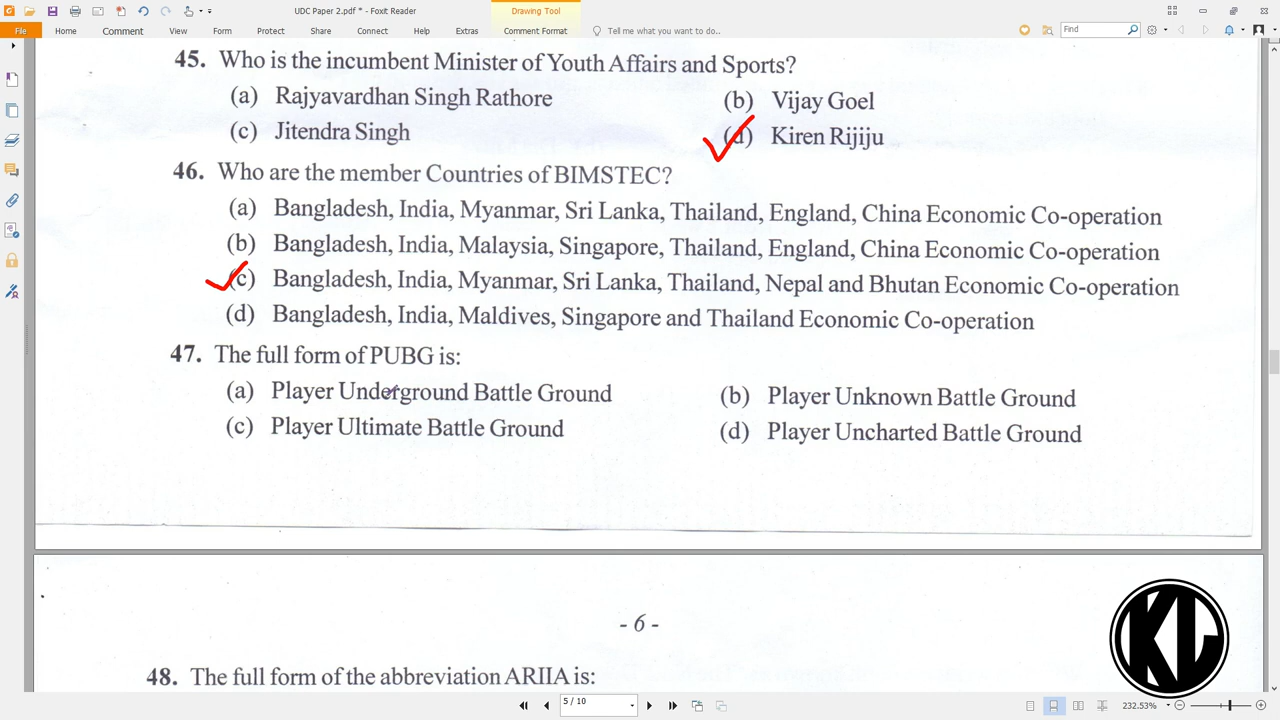 UDC Paper 2.pdf * - Foxit Reader
Drawing Tool
File Home Comment View Form Protect Share Connect Help Extras Comment Format Tell me what you want to do.. Find
45. Who is the incumbent Minister of Youth Affairs and Sports?
(a) Rajyavardhan Singh Rathore (b) Vijay Goel
(c) Jitendra Singh (d) Kiren Rijiju
46. Who are the member Countries of BIMSTEC?
(a) Bangladesh, India, Myanmar, Sri Lanka, Thailand, England, China Economic Co-operation
(b) Bangladesh, India, Malaysia, Singapore, Thailand, England, China Economic Co-operation
(c) Bangladesh, India, Myanmar, Sri Lanka, Thailand, Nepal and Bhutan Economic Co-operation
(d) Bangladesh, India, Maldives, Singapore and Thailand Economic Co-operation
47. The full form of PUBG is:
(a) Player Underground Battle Ground (b) Player Unknown Battle Ground
(c) Player Ultimate Battle Ground (d) Player Uncharted Battle Ground
- 6 -
KL
48. The full form of the abbreviation ARIIA is:
5 / 10
232.53%